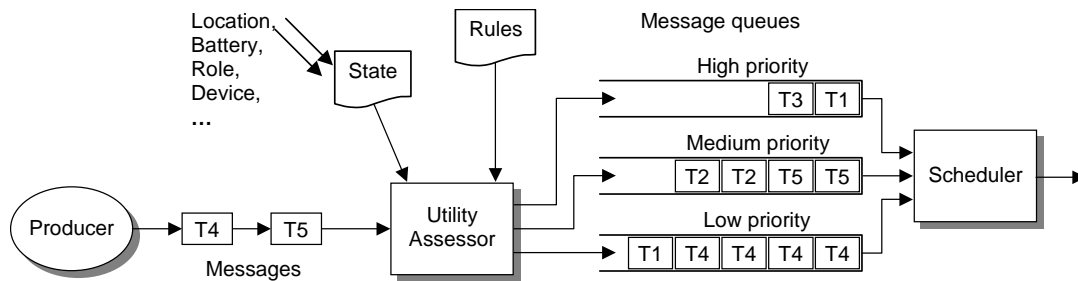 Location,
Battery,
Role,
Device,
...
State
Rules
Message queues
High priority
T3 T1
Medium priority
T2 T2 T5 T5
Low priority
T1 T4 T4 T4 T4
Producer
T4
T5
Messages
Utility
Assessor
Scheduler